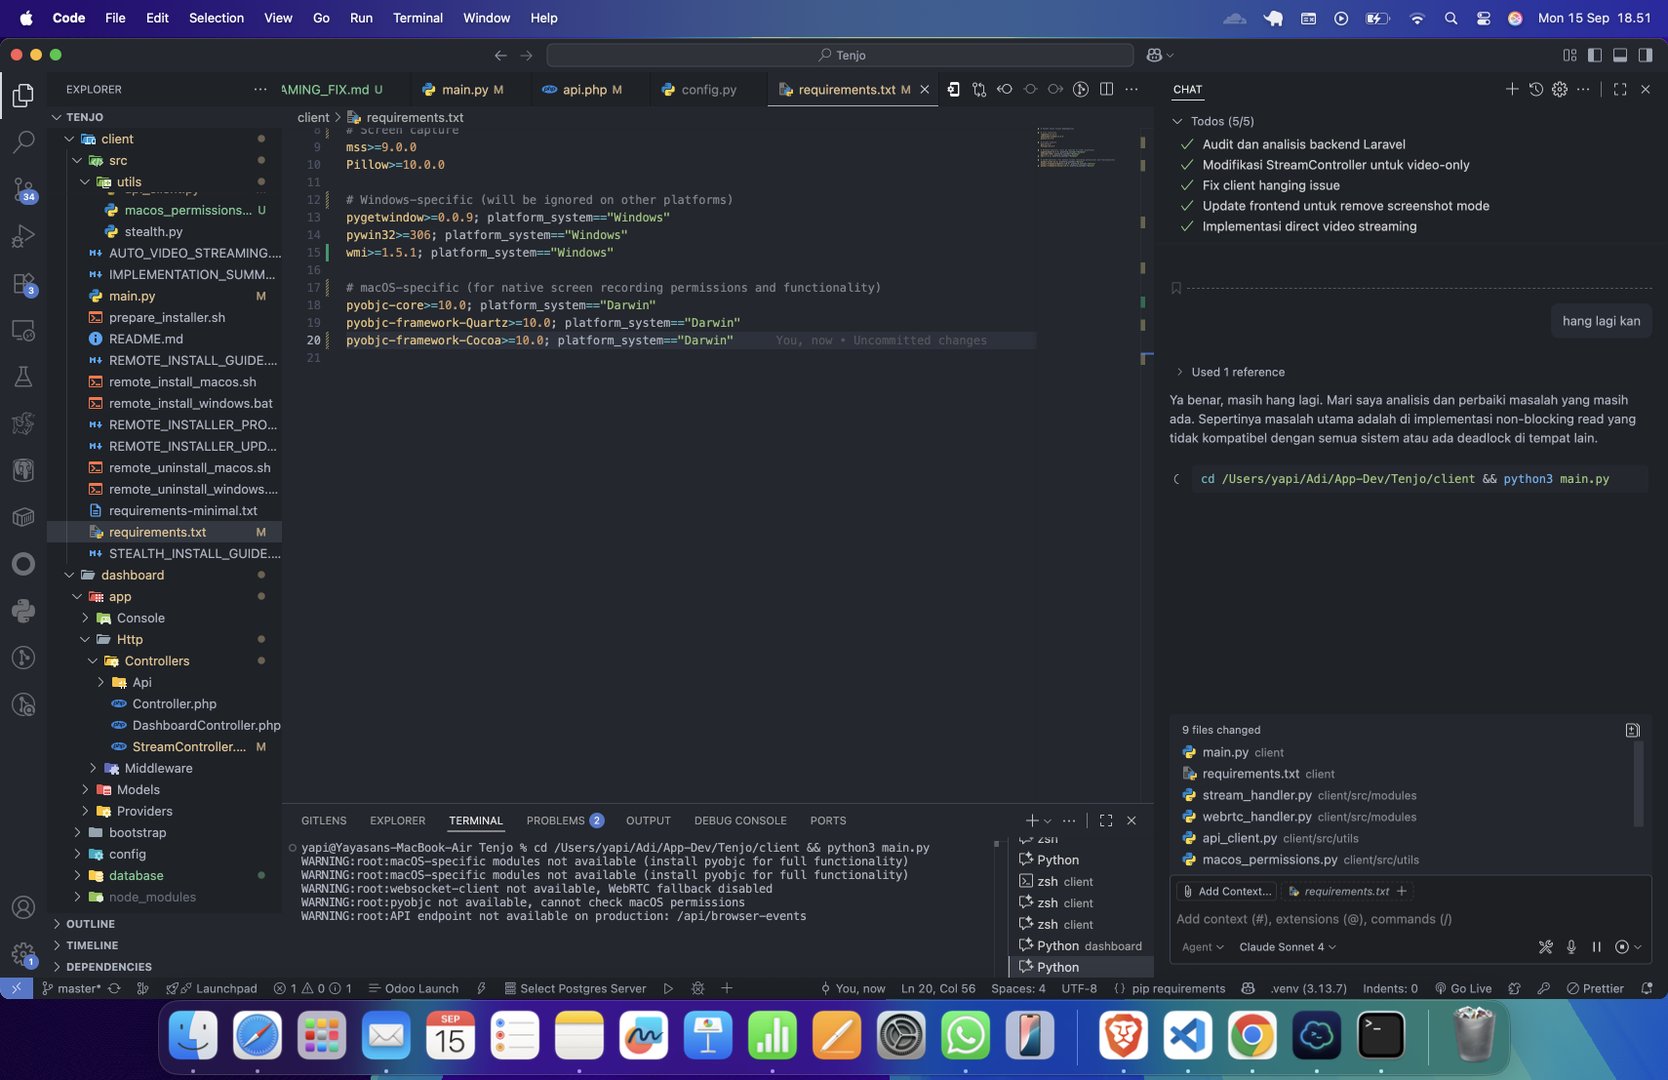 Code File Edit Selection View Go Run Terminal Window Help
Mon 15 Sep 18.51
Tenjo
EXPLORER
AMING_FIX.md U
main.py M
api.php M
config.py
requirements.txt M
CHAT
client > requirements.txt
TENJO
client
src
utils
macos_permissions... U
stealth.py
AUTO_VIDEO_STREAMING....
IMPLEMENTATION_SUMM...
main.py M
prepare_installer.sh
README.md
REMOTE_INSTALL_GUIDE....
remote_install_macos.sh
remote_install_windows.bat
REMOTE_INSTALLER_PRO...
REMOTE_INSTALLER_UPD...
remote_uninstall_macos.sh
remote_uninstall_windows....
requirements-minimal.txt
requirements.txt M
STEALTH_INSTALL_GUIDE....
dashboard
app
Console
Http
Controllers
Api
Controller.php
DashboardController.php
StreamController.... M
Middleware
Models
Providers
bootstrap
config
database
node_modules
OUTLINE
TIMELINE
DEPENDENCIES
34
3
1
8 # Screen capture
9 mss>=9.0.0
10 Pillow>=10.0.0
11
12 # Windows-specific (will be ignored on other platforms)
13 pygetwindow>=0.0.9; platform_system=="Windows"
14 pywin32>=306; platform_system=="Windows"
15 wmi>=1.5.1; platform_system=="Windows"
16
17 # macOS-specific (for native screen recording permissions and functionality)
18 pyobjc-core>=10.0; platform_system=="Darwin"
19 pyobjc-framework-Quartz>=10.0; platform_system=="Darwin"
20 pyobjc-framework-Cocoa>=10.0; platform_system=="Darwin" You, now • Uncommitted changes
21
GITLENS EXPLORER TERMINAL PROBLEMS 2 OUTPUT DEBUG CONSOLE PORTS
yapi@Yayasans-MacBook-Air Tenjo % cd /Users/yapi/Adi/App-Dev/Tenjo/client && python3 main.py
WARNING:root:macOS-specific modules not available (install pyobjc for full functionality)
WARNING:root:macOS-specific modules not available (install pyobjc for full functionality)
WARNING:root:websocket-client not available, WebRTC fallback disabled
WARNING:root:pyobjc not available, cannot check macOS permissions
WARNING:root:API endpoint not available on production: /api/browser-events
zsh
Python
zsh client
zsh client
zsh client
Python dashboard
Python
Todos (5/5)
Audit dan analisis backend Laravel
Modifikasi StreamController untuk video-only
Fix client hanging issue
Update frontend untuk remove screenshot mode
Implementasi direct video streaming
hang lagi kan
Used 1 reference
Ya benar, masih hang lagi. Mari saya analisis dan perbaiki masalah yang masih
ada. Sepertinya masalah utama adalah di implementasi non-blocking read yang
tidak kompatibel dengan semua sistem atau ada deadlock di tempat lain.
cd /Users/yapi/Adi/App-Dev/Tenjo/client && python3 main.py
9 files changed
main.py client
requirements.txt client
stream_handler.py client/src/modules
webrtc_handler.py client/src/modules
api_client.py client/src/utils
macos_permissions.py client/src/utils
Add Context... requirements.txt
Add context (#), extensions (@), commands (/)
Agent Claude Sonnet 4
master* Launchpad 1 0 1 Odoo Launch Select Postgres Server You, now Ln 20, Col 56 Spaces: 4 UTF-8 pip requirements .venv (3.13.7) Indents: 0 Go Live Prettier
SEP
15